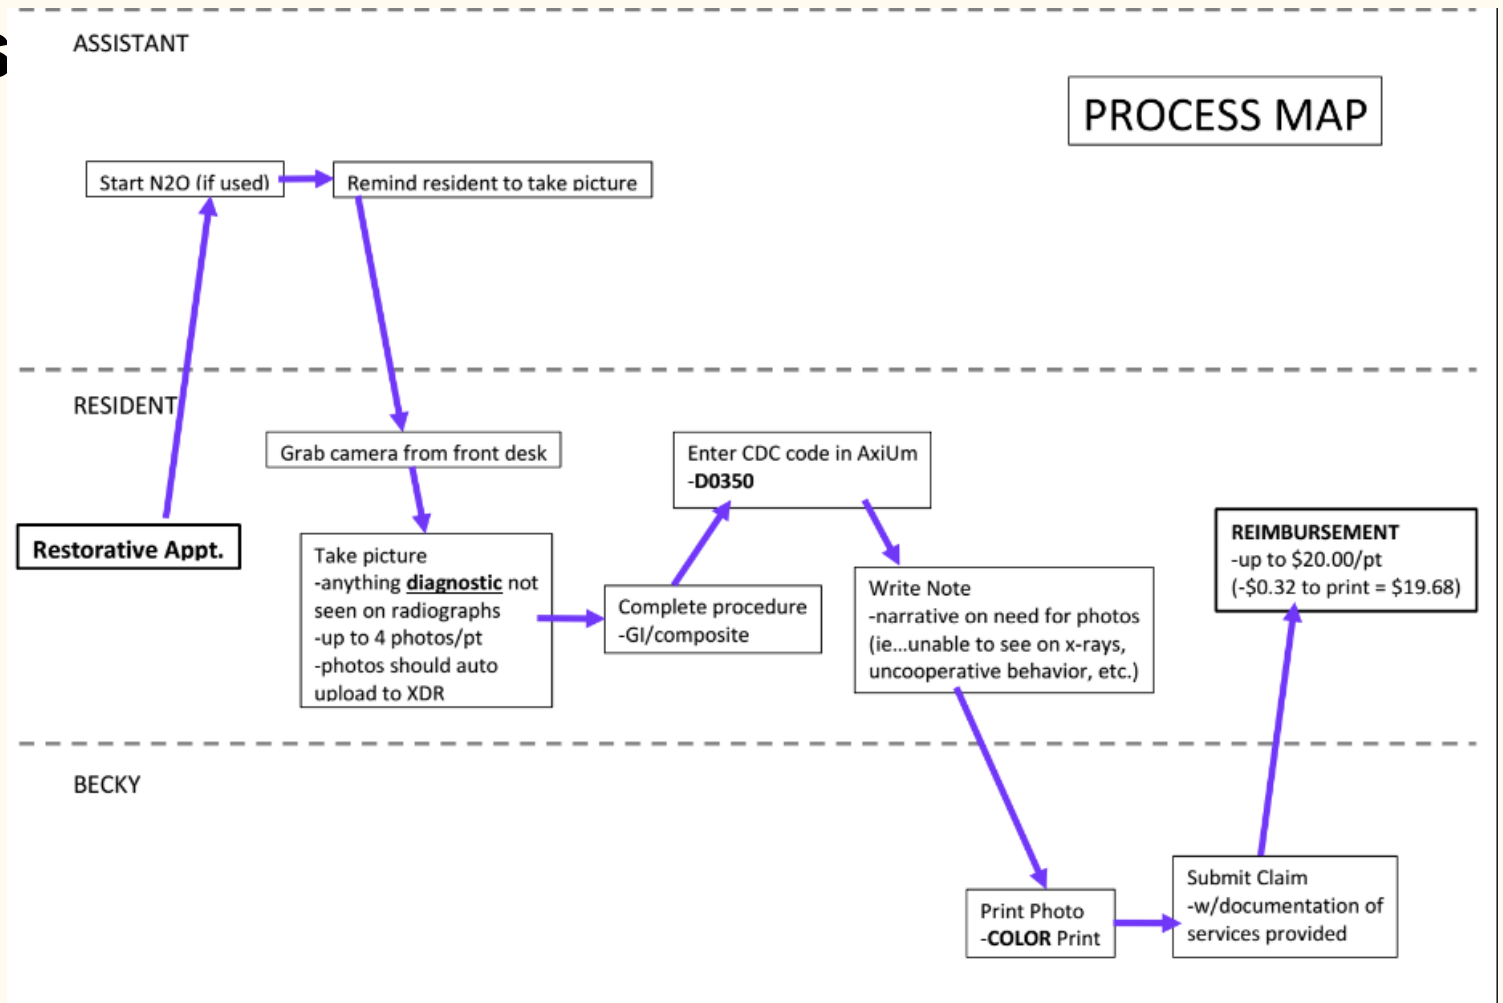 ASSISTANT
PROCESS MAP
Start N2O (if used)
Remind resident to take picture
RESIDENT
Grab camera from front desk
Enter CDC code in AxiUm
-D0350
Restorative Appt.
Take picture
-anything diagnostic not
seen on radiographs
-up to 4 photos/pt
-photos should auto
upload to XDR
Complete procedure
-GI/composite
Write Note
-narrative on need for photos
(ie...unable to see on x-rays,
uncooperative behavior, etc.)
REIMBURSEMENT
-up to $20.00/pt
(-$0.32 to print = $19.68)
BECKY
Print Photo
-COLOR Print
Submit Claim
-w/documentation of
services provided